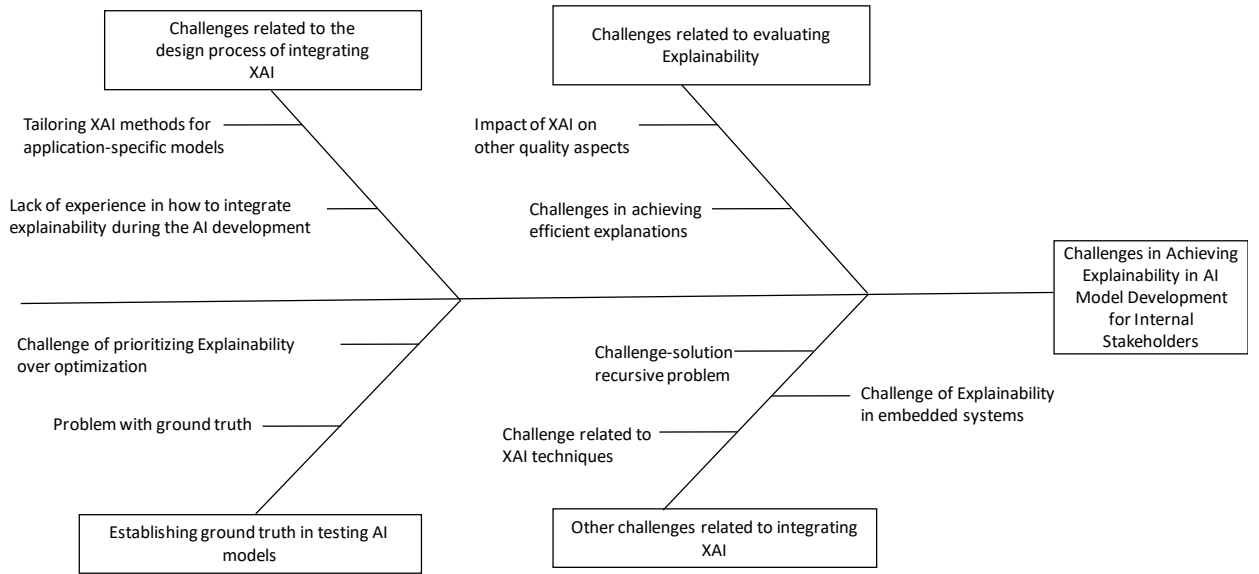 Challenges related to the
design process of integrating
XAI
Challenges related to evaluating
Explainability
Tailoring XAI methods for
application-specific models
Impact of XAI on
other quality aspects
Lack of experience in how to integrate
explainability during the AI development
Challenges in achieving
efficient explanations
Challenges in Achieving
Explainability in AI
Model Development
for Internal
Stakeholders
Challenge of prioritizing Explainability
over optimization
Challenge-solution
recursive problem
Challenge of Explainability
in embedded systems
Problem with ground truth
Challenge related to
XAI techniques
Establishing ground truth in testing AI
models
Other challenges related to integrating
XAI